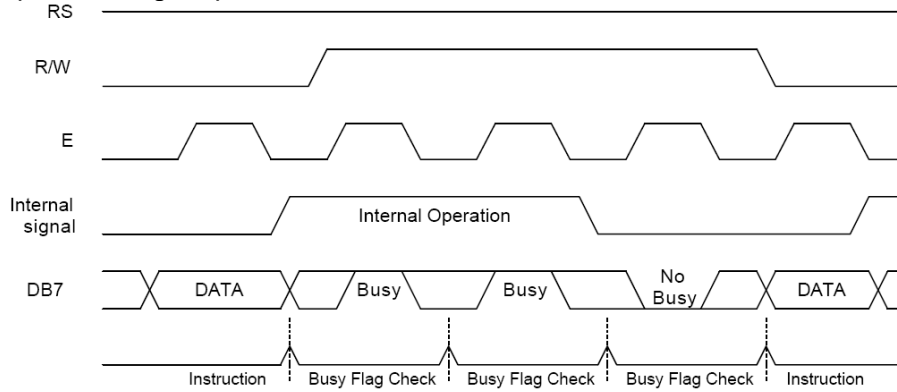 RS
R/W
E
Internal
signal
Internal Operation
DB7
DATA
Busy
Busy
No
Busy
DATA
Instruction
Busy Flag Check
Busy Flag Check
Busy Flag Check
Instruction